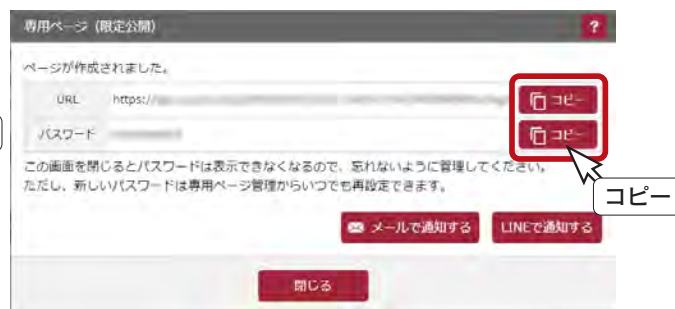 専用ページ（限定公開）
?
ページが作成されました。
URL https://
コピー
パスワード
コピー
この画面を閉じるとパスワードは表示できなくなるので、忘れないように管理してください。
ただし、新しいパスワードは専用ページ管理からいつでも再設定できます。
コピー
メールで通知する
LINEで通知する
閉じる